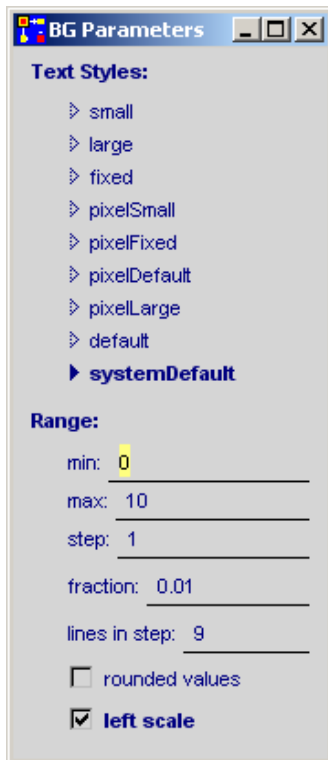 BG Parameters
Text Styles:
small
large
fixed
pixelSmall
pixelFixed
pixelDefault
pixelLarge
default
systemDefault
Range:
min: 0
max: 10
step: 1
fraction: 0.01
lines in step: 9
rounded values
left scale